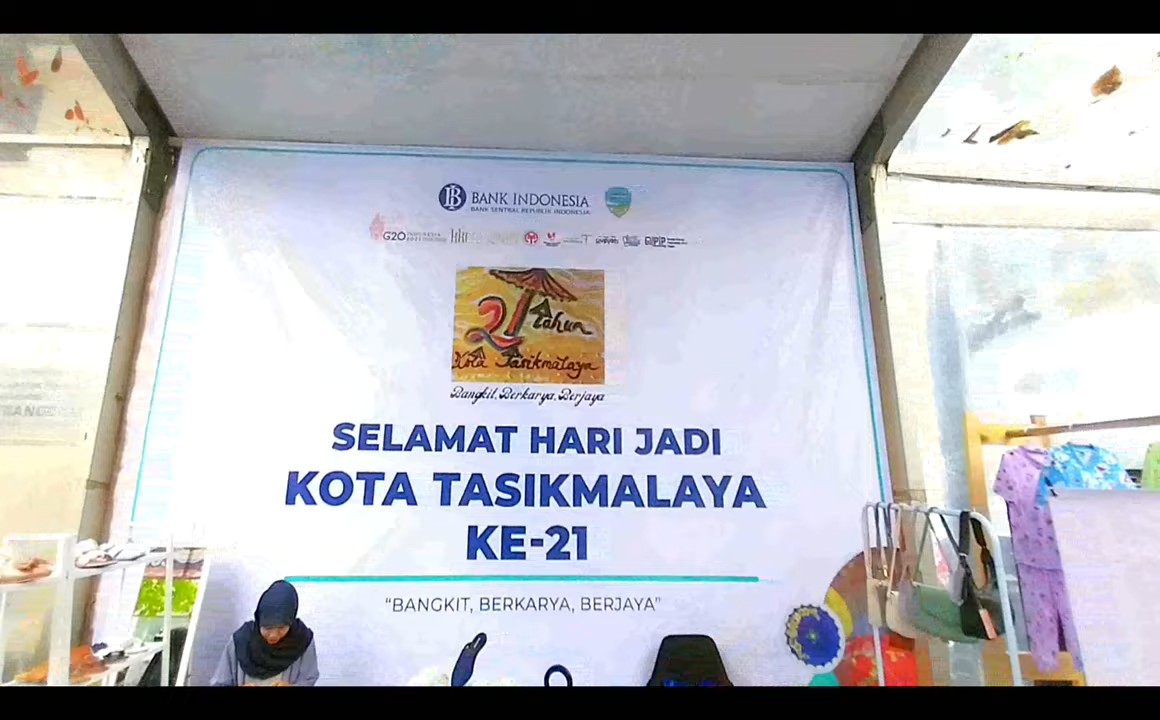 BANK INDONESIA
BANK SENTRAL REPUBLIK INDONESIA
G20
21 tahun
Kota Tasikmalaya
Bangkit, Berkarya, Berjaya
SELAMAT HARI JADI
KOTA TASIKMALAYA
KE-21
"BANGKIT, BERKARYA, BERJAYA"